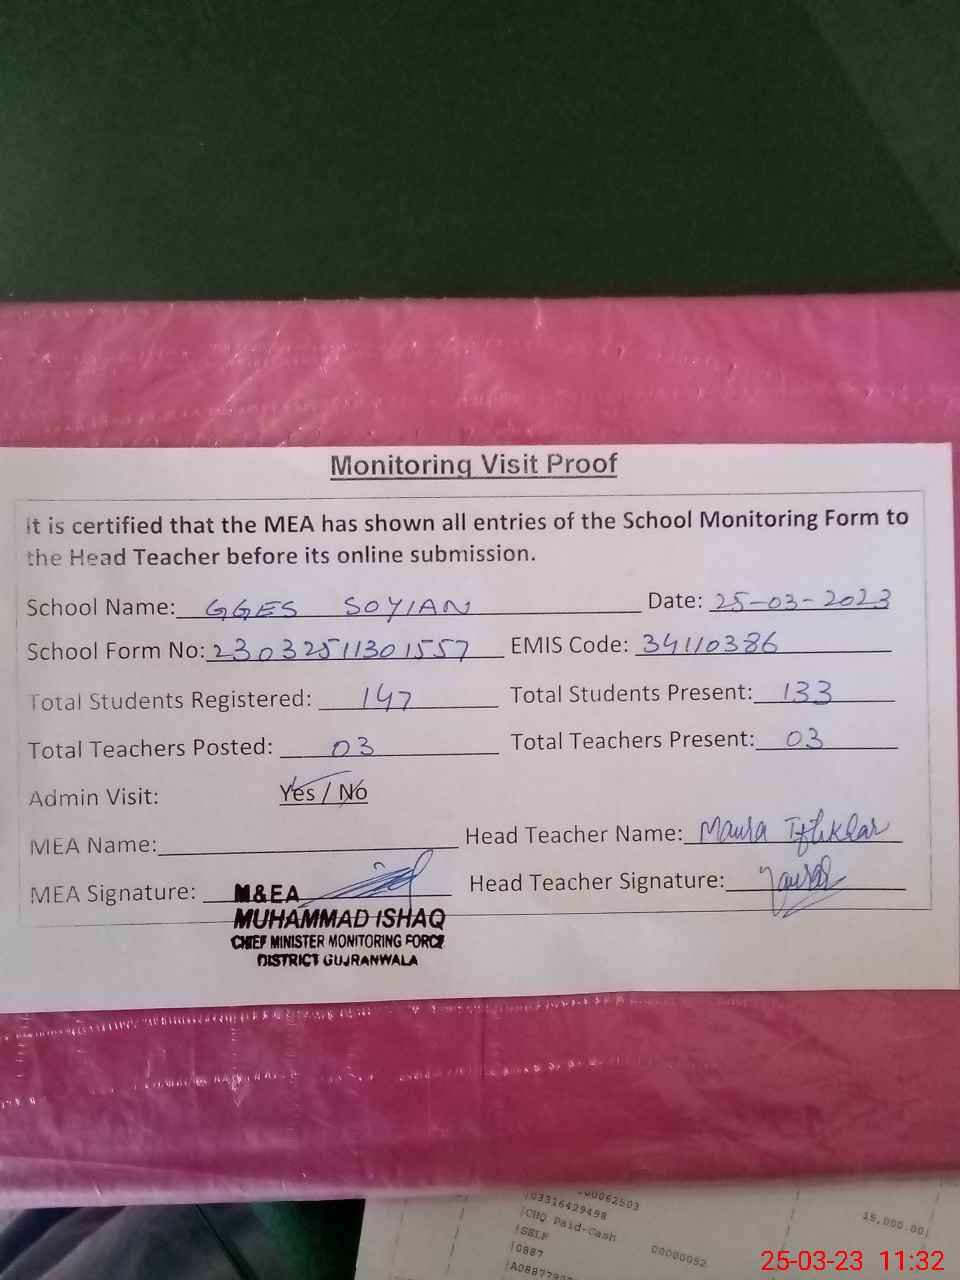 Monitoring Visit Proof
It is certified that the MEA has shown all entries of the School Monitoring Form to
the Head Teacher before its online submission.
School Name: GGES SOYIAN Date: 25-03-2023
School Form No: 23032511301557 EMIS Code: 34110386
Total Students Registered: 147 Total Students Present: 133
Total Teachers Posted: 03 Total Teachers Present: 03
Admin Visit: Yes / No
MEA Name: Head Teacher Name: Iftikhar
MEA Signature: Head Teacher Signature:
M&EA
MUHAMMAD ISHAQ
CHIEF MINISTER MONITORING FORCE
DISTRICT GUJRANWALA
03316429498
CHQ Paid-Cash 00000052 15,000.00
SELF
0887
25-03-23 11:32